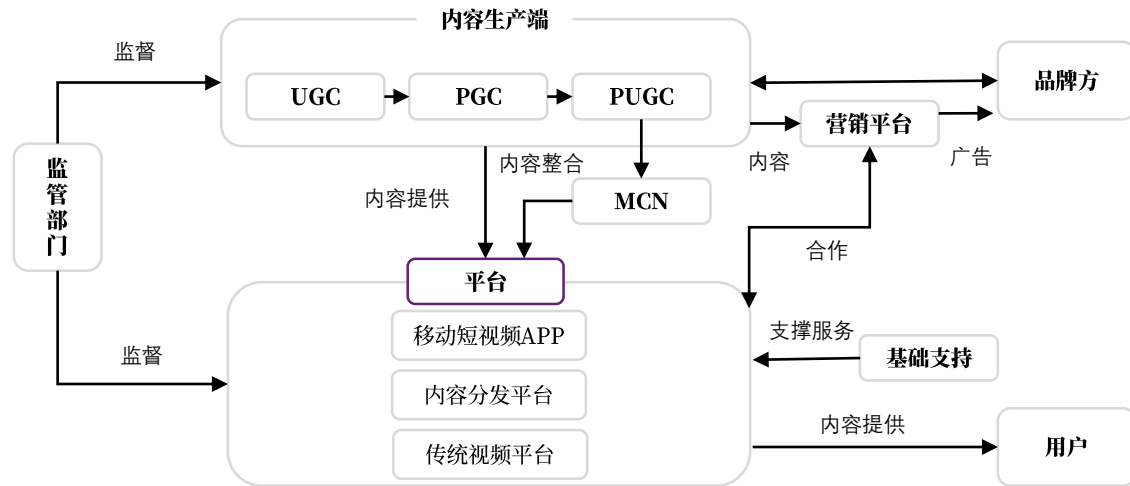 内容生产端
监督
UGC
PGC
PUGC
品牌方
营销平台
监
管
部
门
内容整合
内容
广告
内容提供
MCN
合作
平台
移动短视频APP
支撑服务
监督
基础支持
内容分发平台
内容提供
传统视频平台
用户